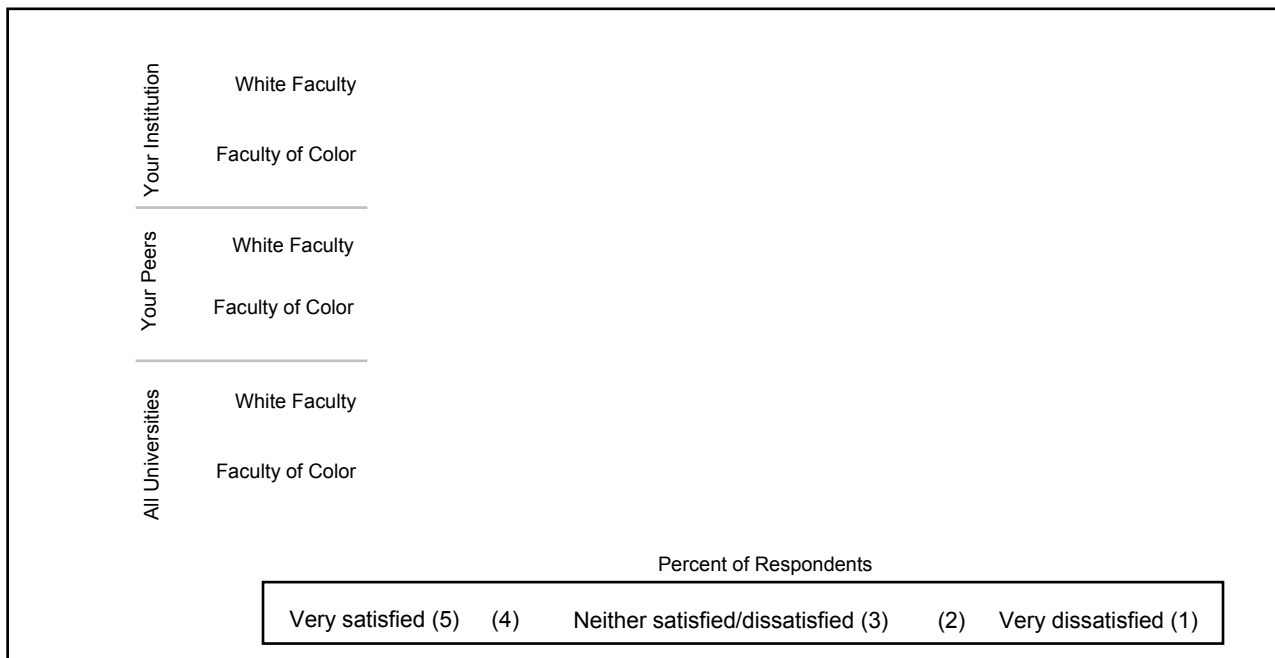 Your Institution
White Faculty
Faculty of Color
Your Peers
White Faculty
Faculty of Color
All Universities
White Faculty
Faculty of Color
Percent of Respondents
Very satisfied (5) (4) Neither satisfied/dissatisfied (3) (2) Very dissatisfied (1)